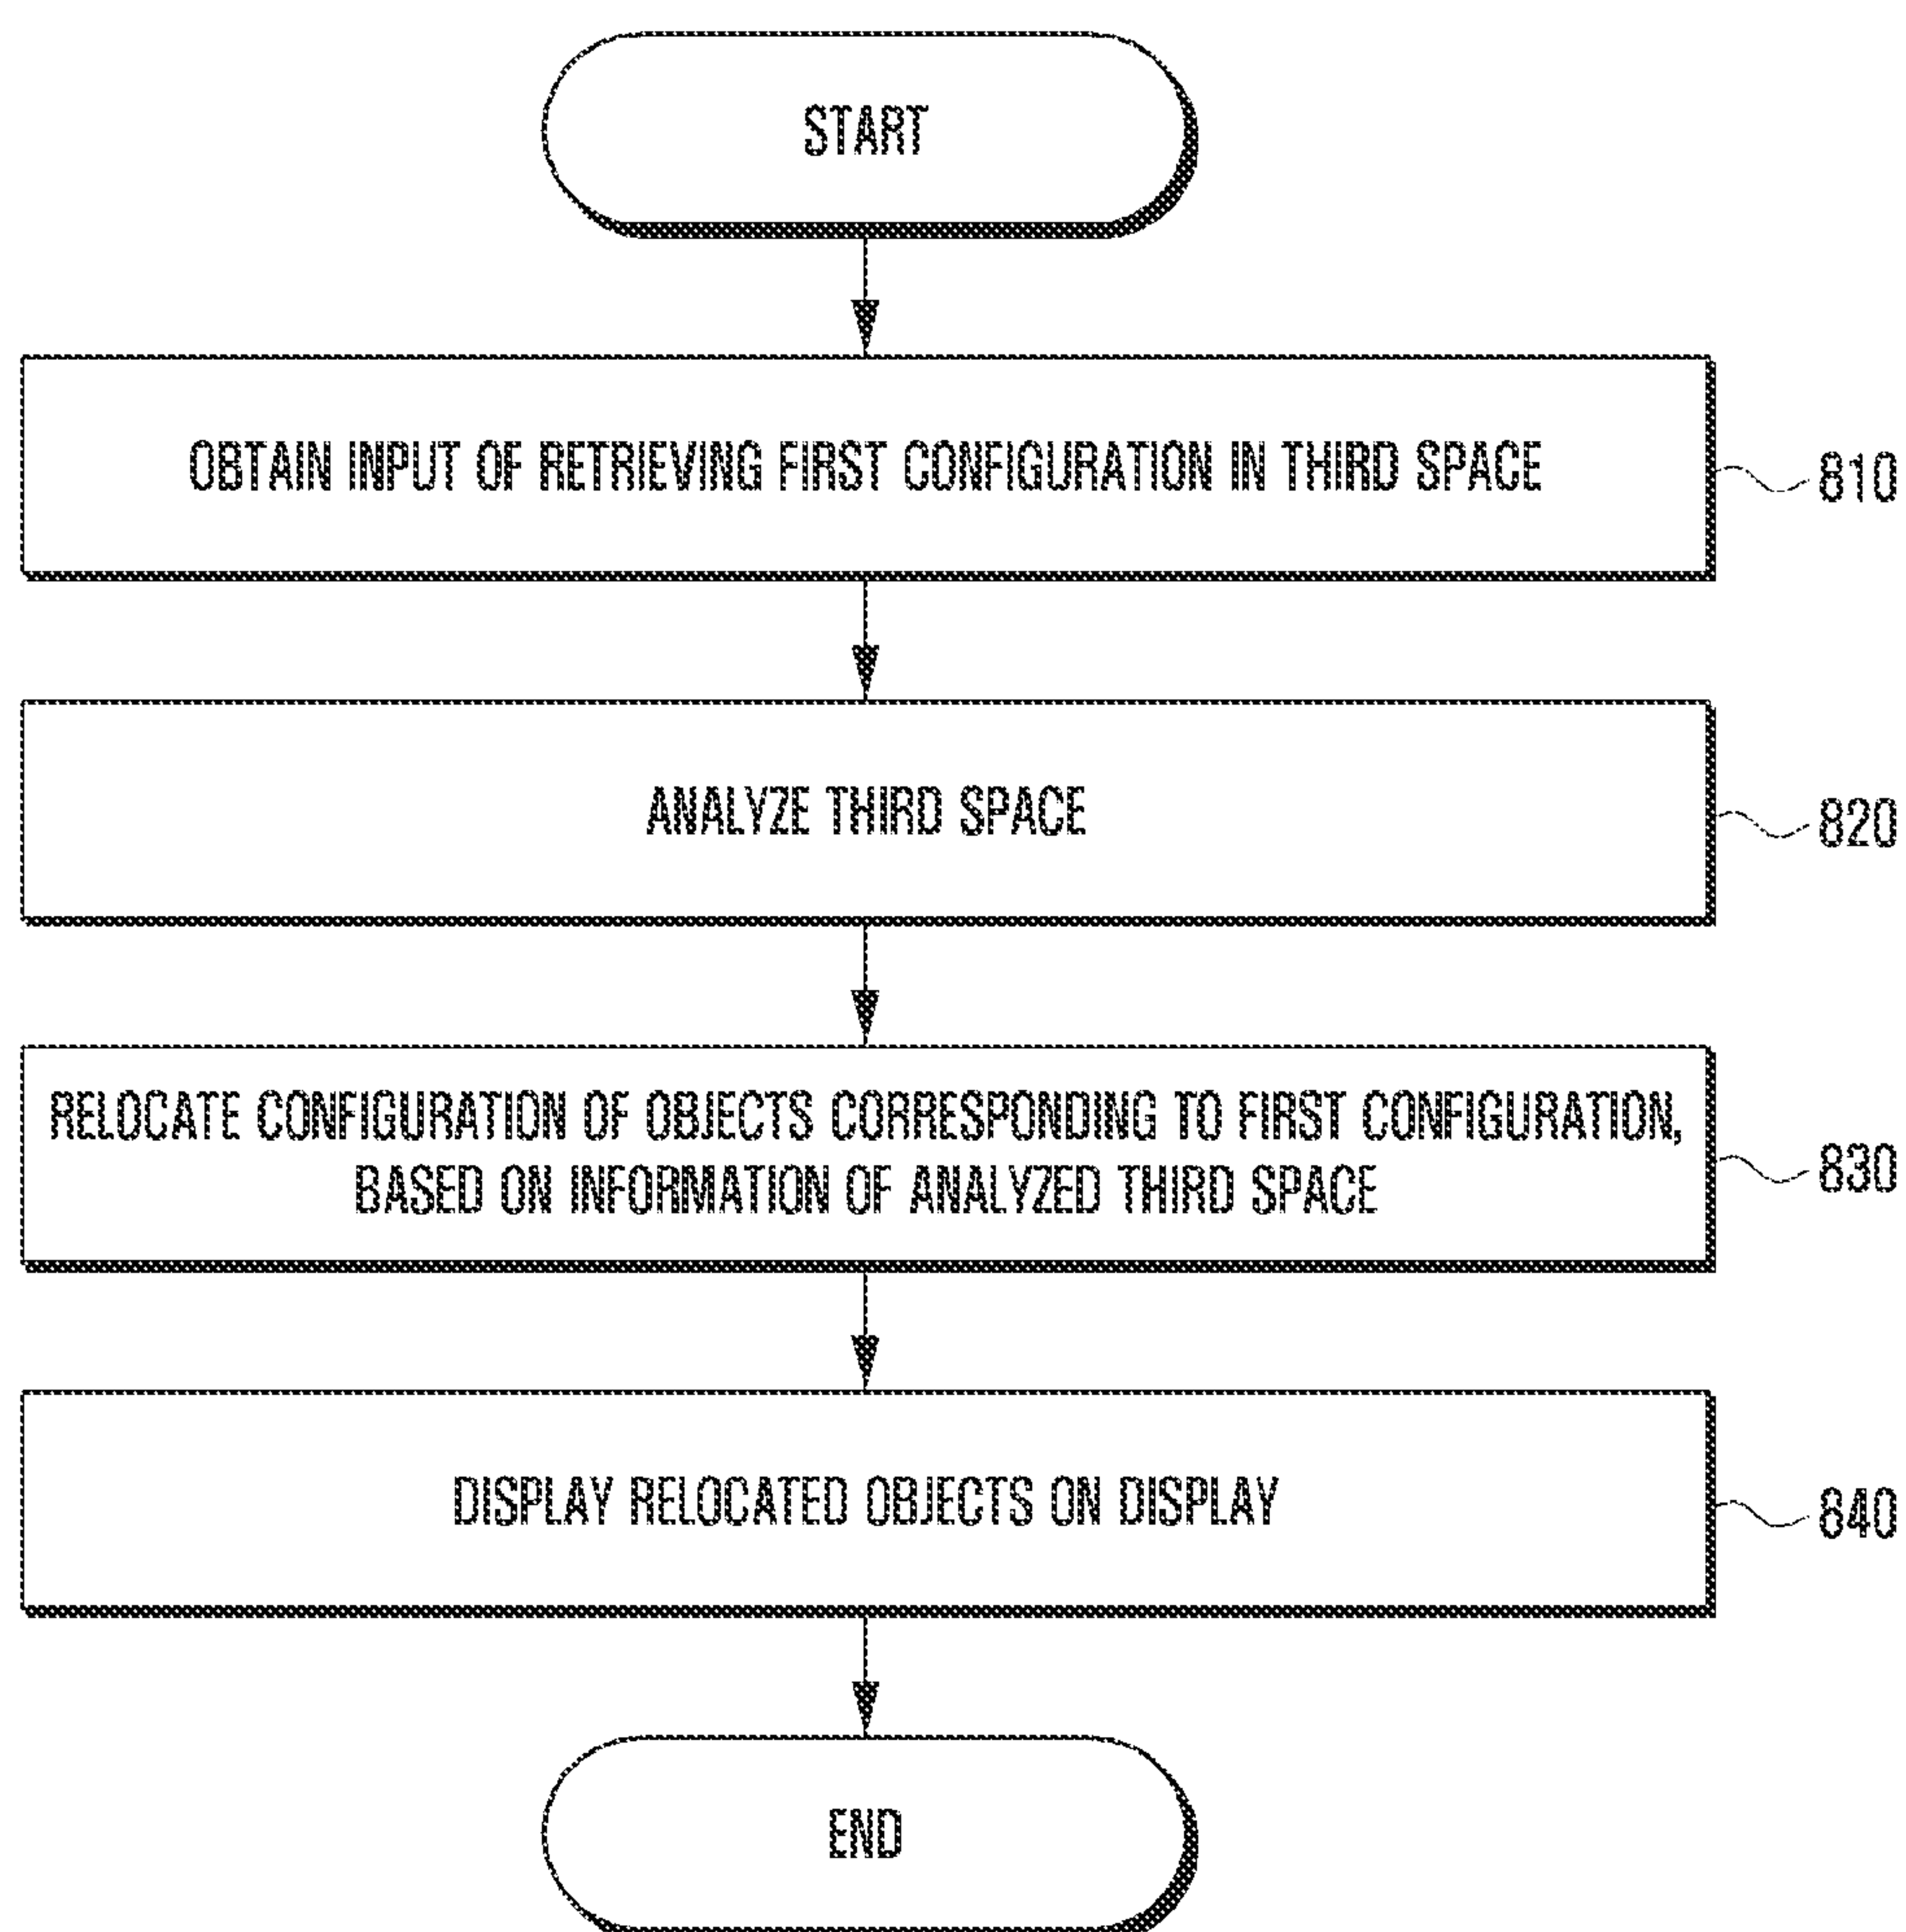 START
OBTAIN INPUT OF RETRIEVING FIRST CONFIGURATION IN THIRD SPACE
810
ANALYZE THIRD SPACE
820
RELOCATE CONFIGURATION OF OBJECTS CORRESPONDING TO FIRST CONFIGURATION,
BASED ON INFORMATION OF ANALYZED THIRD SPACE
830
DISPLAY RELOCATED OBJECTS ON DISPLAY
840
END